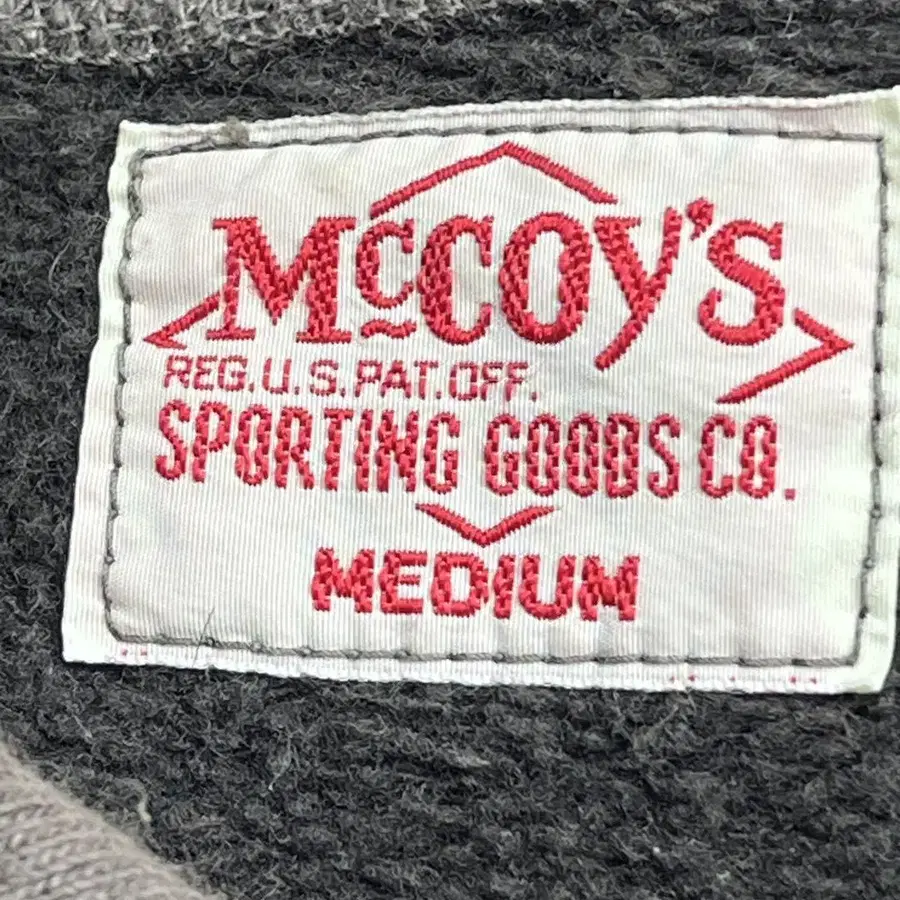 McCOY'S
REG.U.S.PAT.OFF.
SPORTING GOODS CO.
MEDIUM